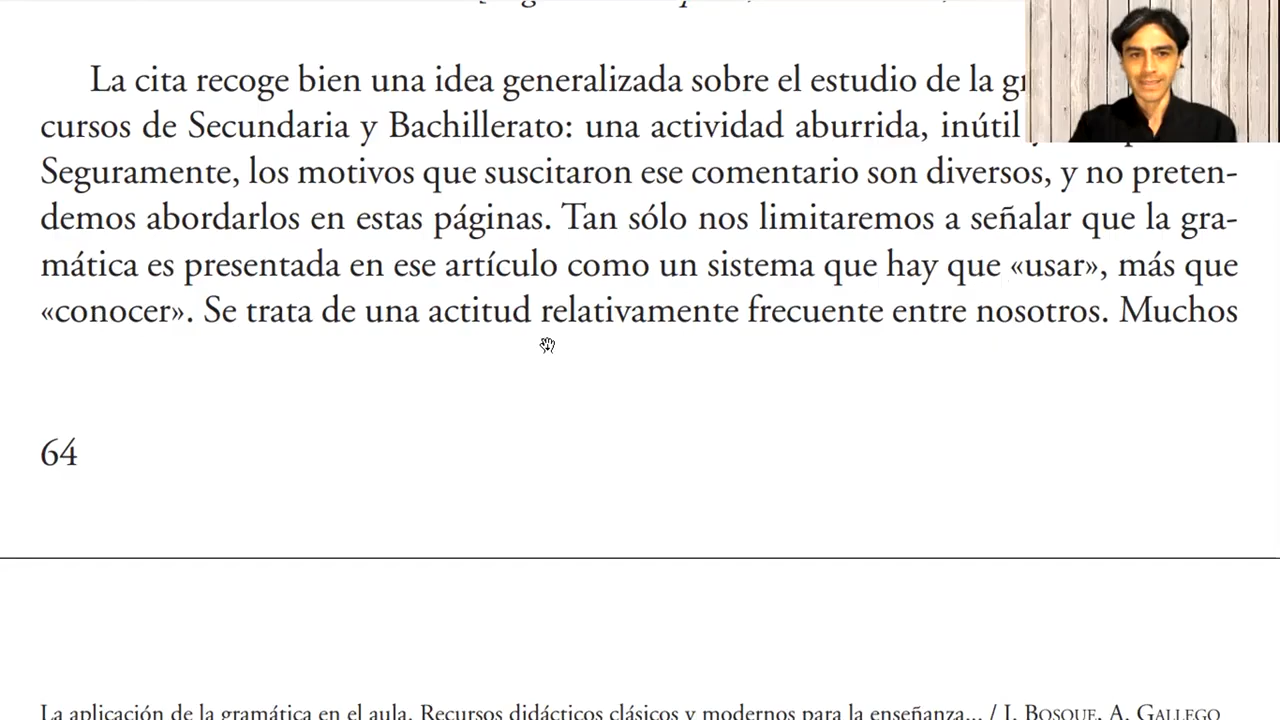 La cita recoge bien una idea generalizada sobre el estudio de la
cursos de Secundaria y Bachillerato: una actividad aburrida, inútil
Seguramente, los motivos que suscitaron ese comentario son diversos, y no preten-
demos abordarlos en estas páginas. Tan sólo nos limitaremos a señalar que la gra-
mática es presentada en ese artículo como un sistema que hay que «usar», más que
«conocer». Se trata de una actitud relativamente frecuente entre nosotros. Muchos
64
La aplicación de la gramática en el aula. Recursos didácticos clásicos y modernos para la enseñanza... / I. BOSQUE, A. GALLEGO